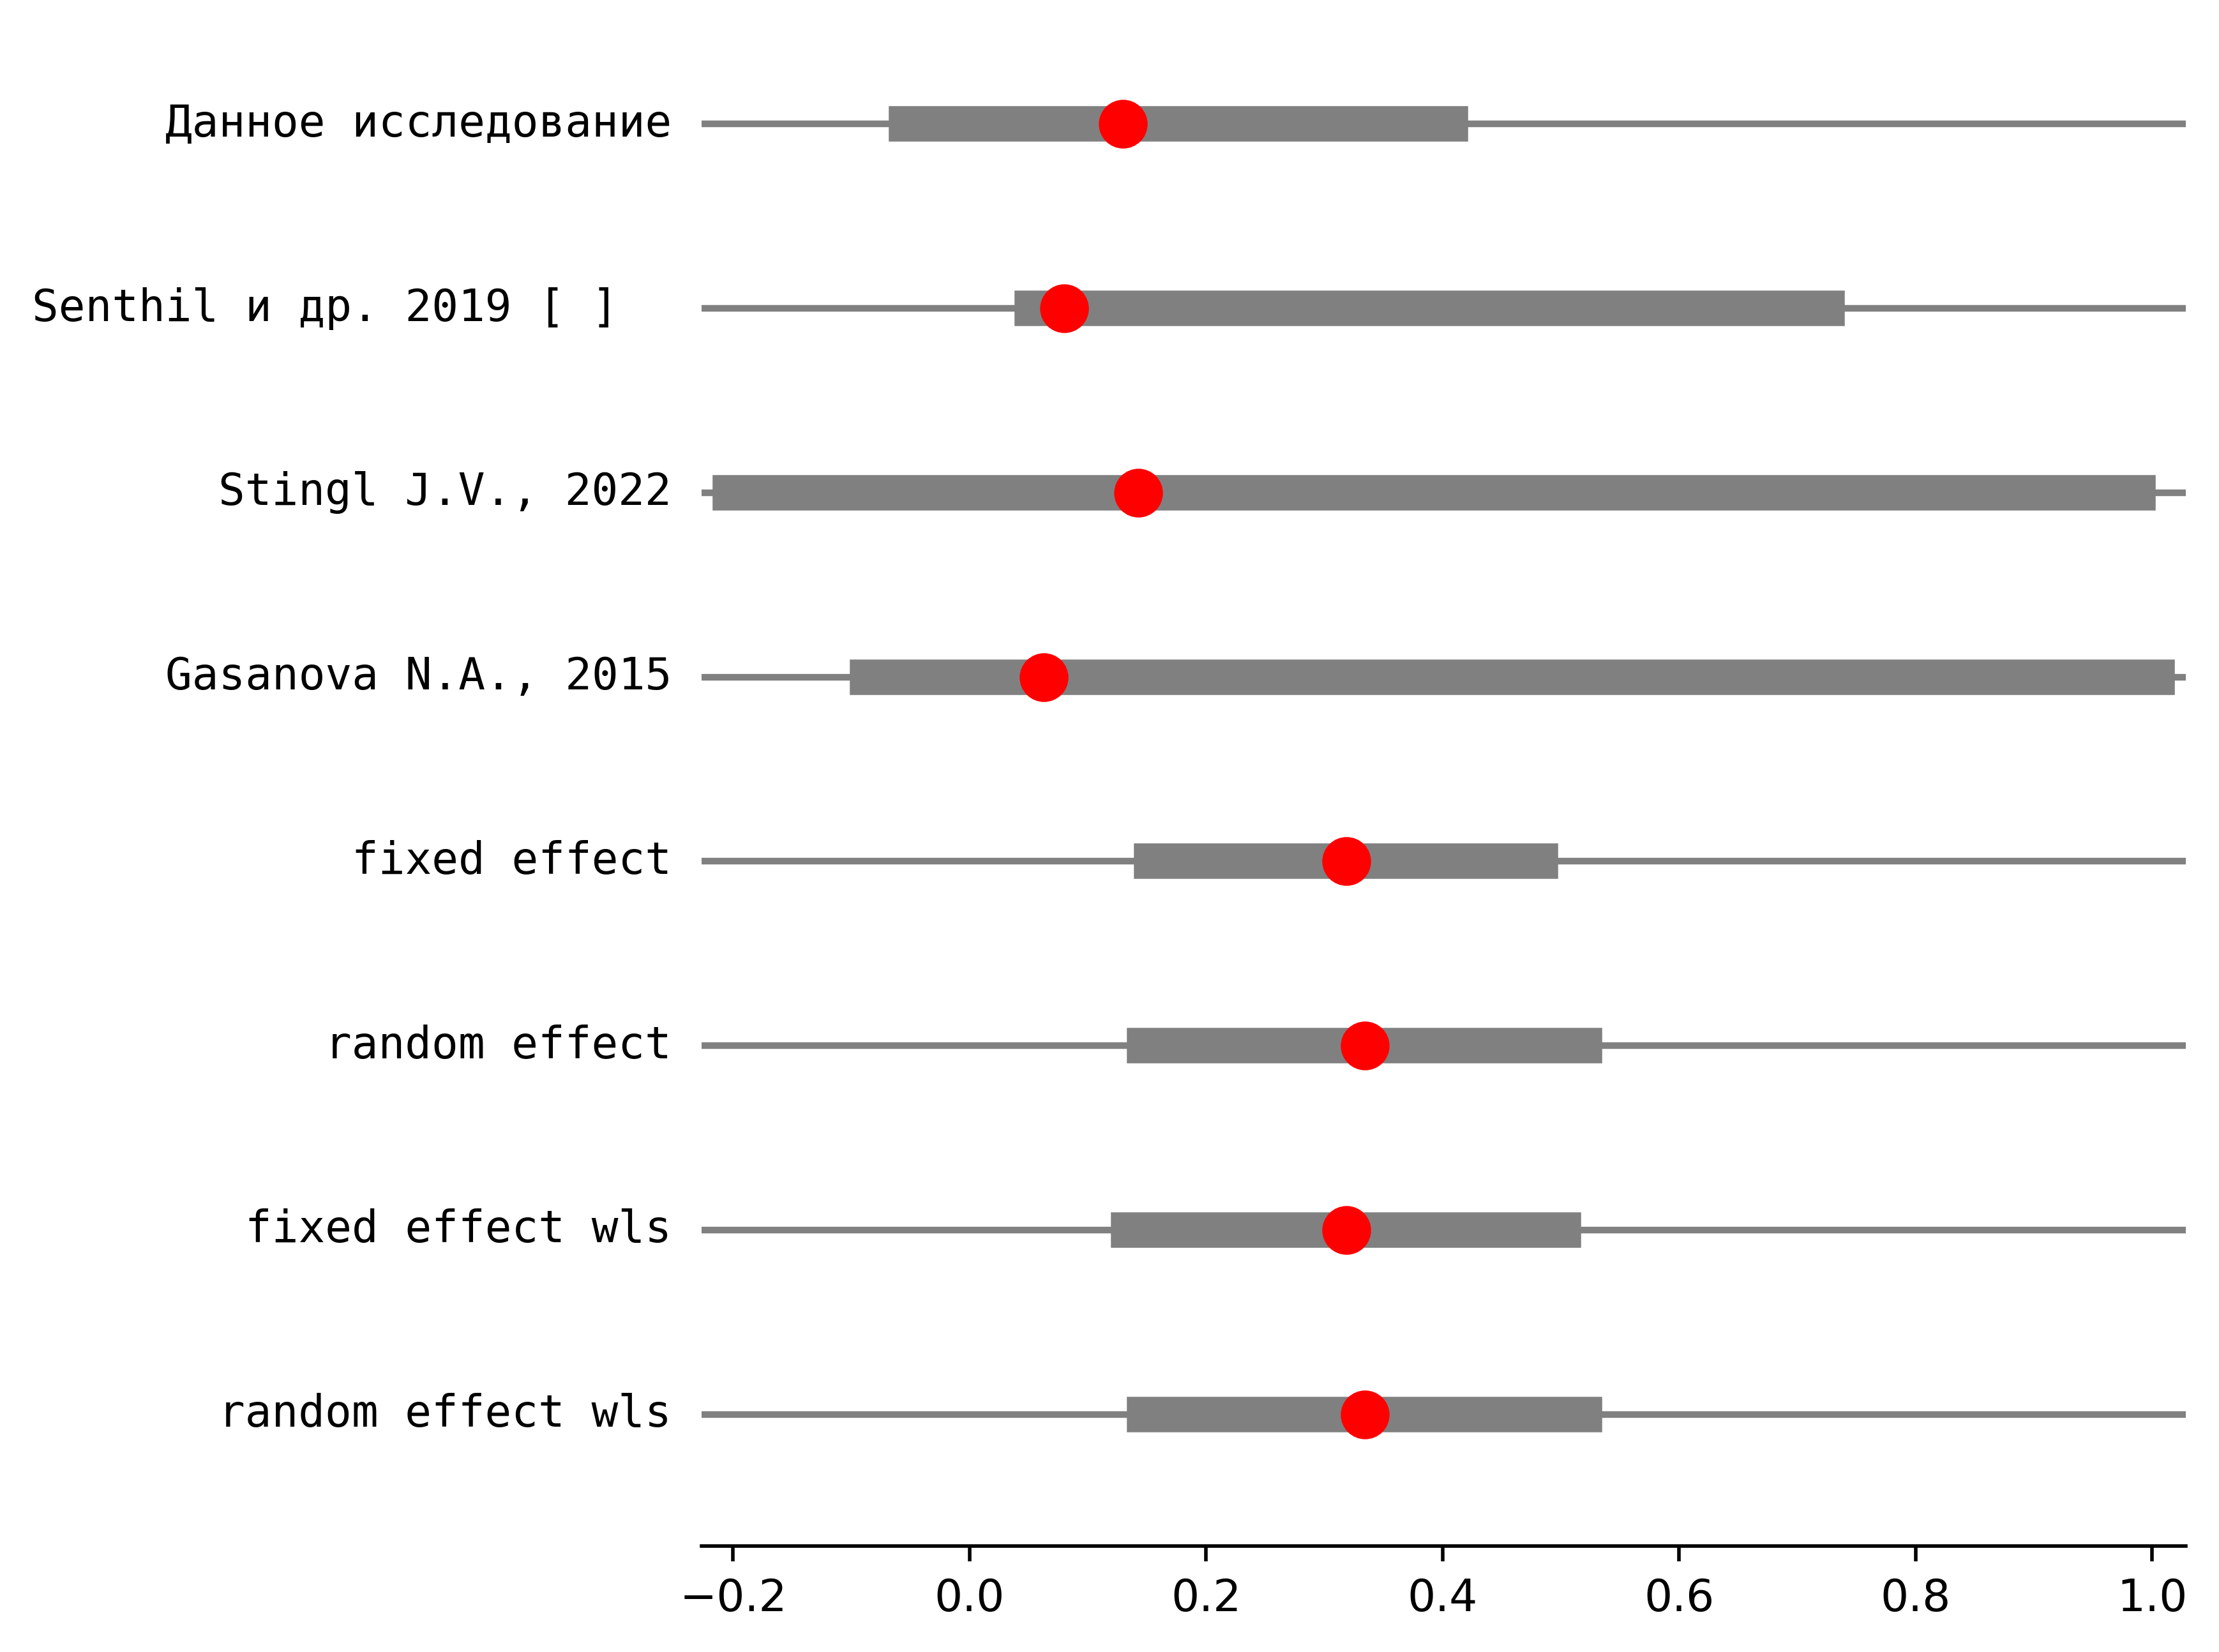 Данное исследование
Senthil и др. 2019 [ ]
Stingl J.V., 2022
Gasanova N.A., 2015
fixed effect
random effect
fixed effect wls
random effect wls
−0.2 0.0 0.2 0.4 0.6 0.8 1.0